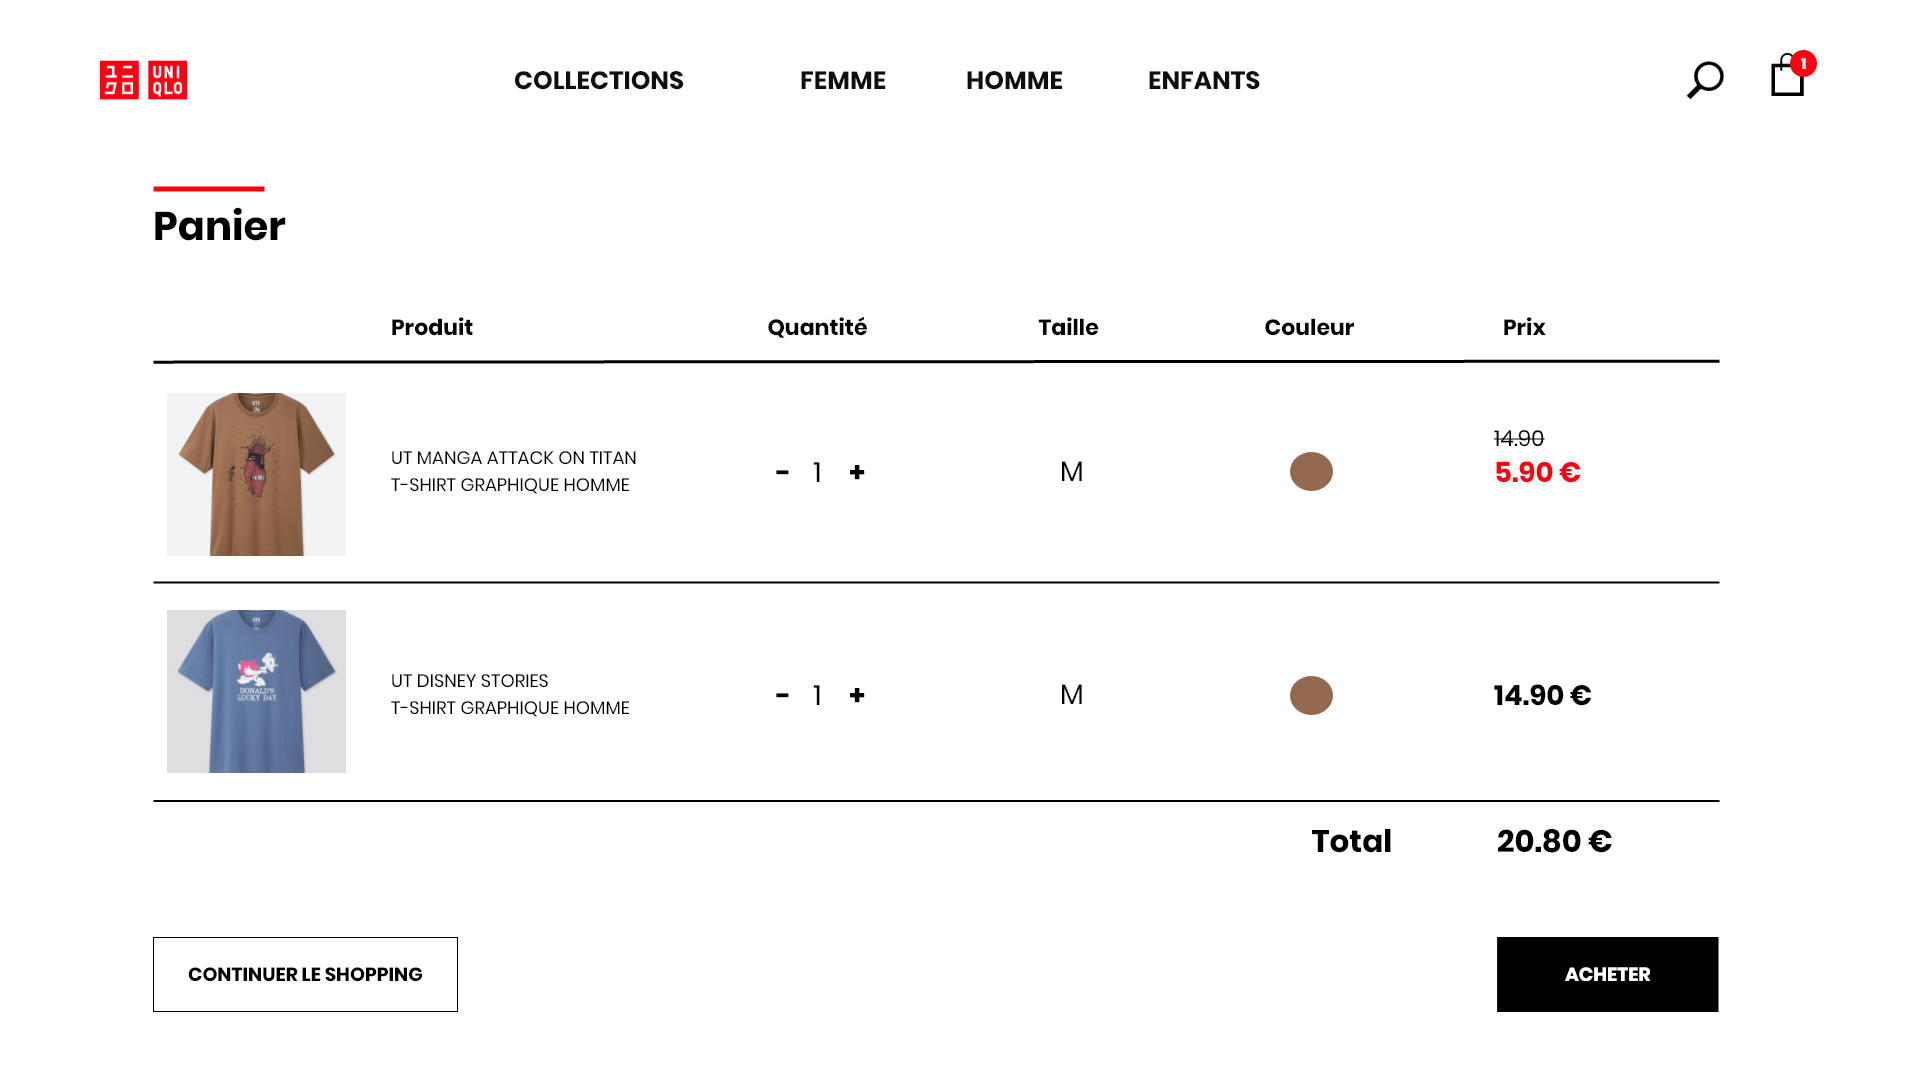 ユニ
クロ
UNI
QLO
COLLECTIONS
FEMME
HOMME
ENFANTS
1
Panier
Produit
Quantité
Taille
Couleur
Prix
UT MANGA ATTACK ON TITAN
T-SHIRT GRAPHIQUE HOMME
- 1 +
M
14.90
5.90 €
DONALD'S
LUCKY DAY
UT DISNEY STORIES
T-SHIRT GRAPHIQUE HOMME
- 1 +
M
14.90 €
Total
20.80 €
CONTINUER LE SHOPPING
ACHETER